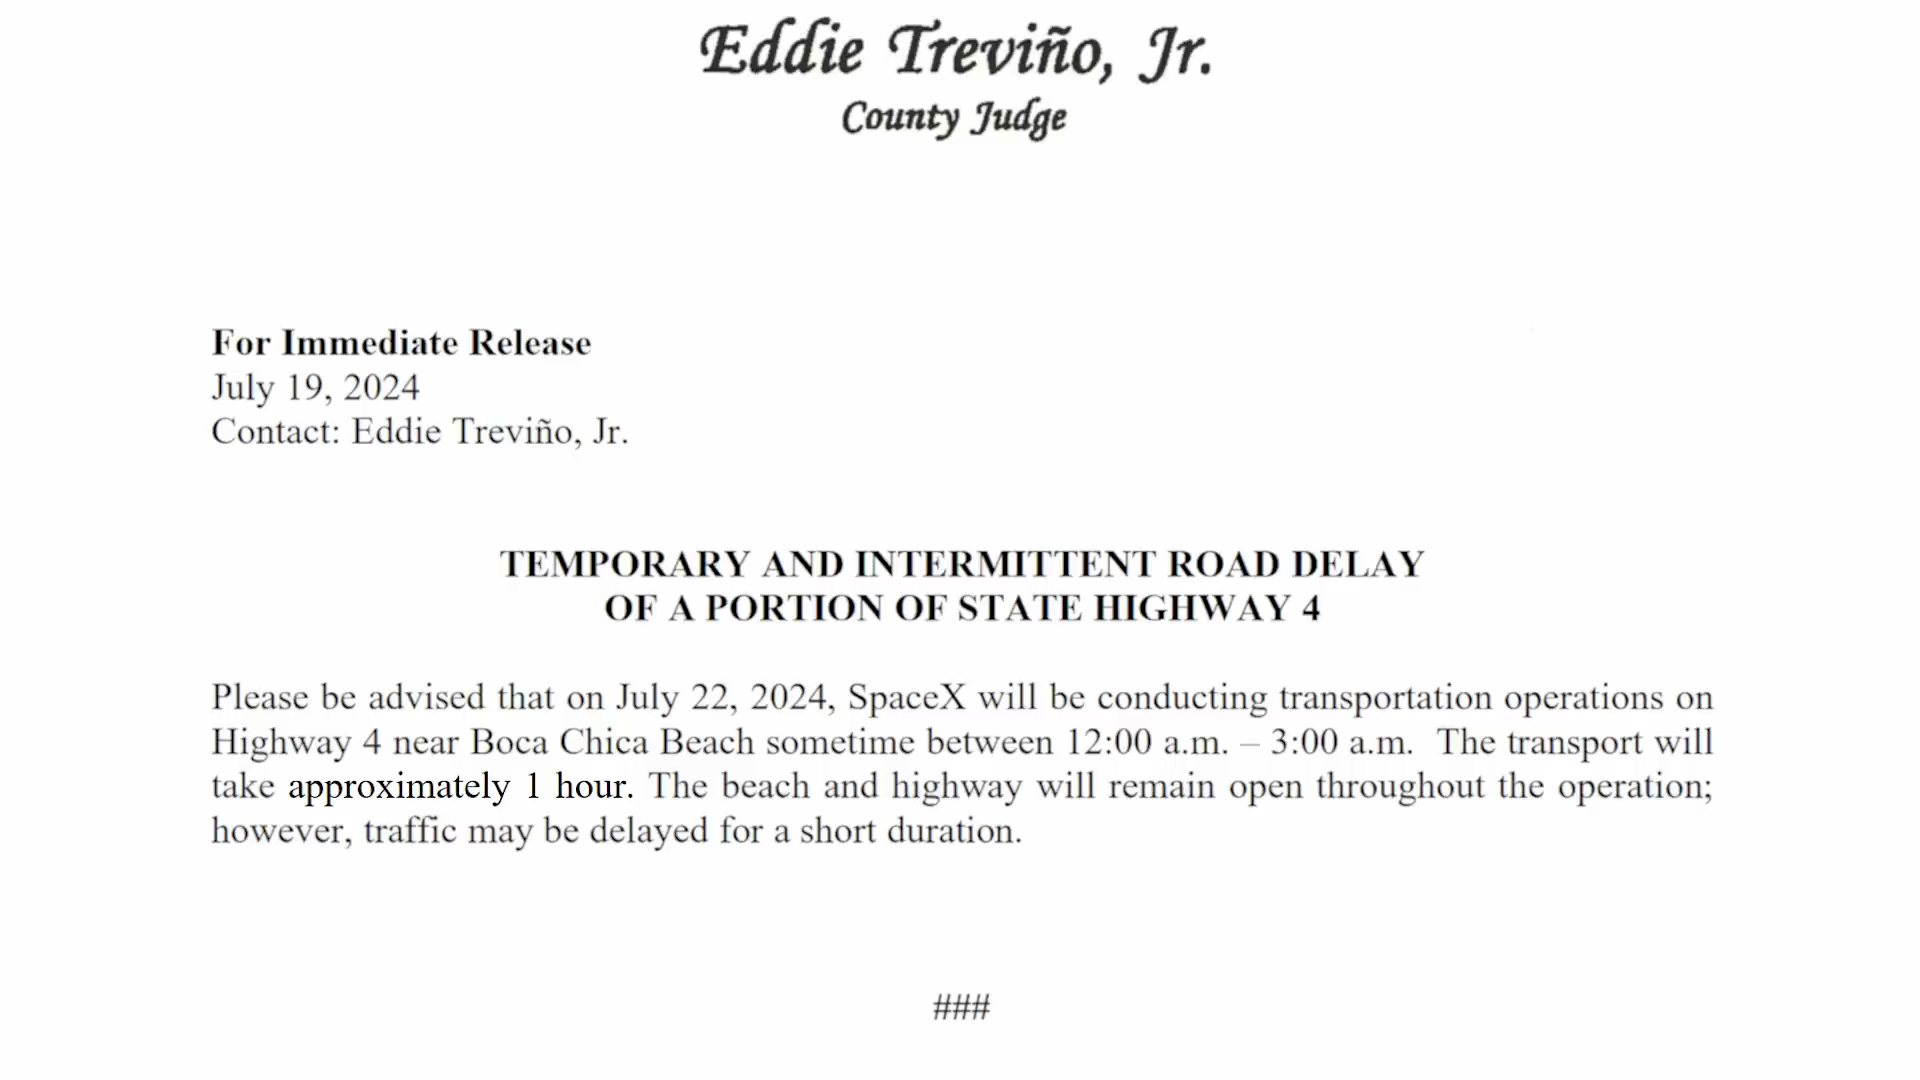 Eddie Treviño, Jr.
County Judge
For Immediate Release
July 19, 2024
Contact: Eddie Treviño, Jr.
TEMPORARY AND INTERMITTENT ROAD DELAY
OF A PORTION OF STATE HIGHWAY 4
Please be advised that on July 22, 2024, SpaceX will be conducting transportation operations on
Highway 4 near Boca Chica Beach sometime between 12:00 a.m. – 3:00 a.m. The transport will
take approximately 1 hour. The beach and highway will remain open throughout the operation;
however, traffic may be delayed for a short duration.
###